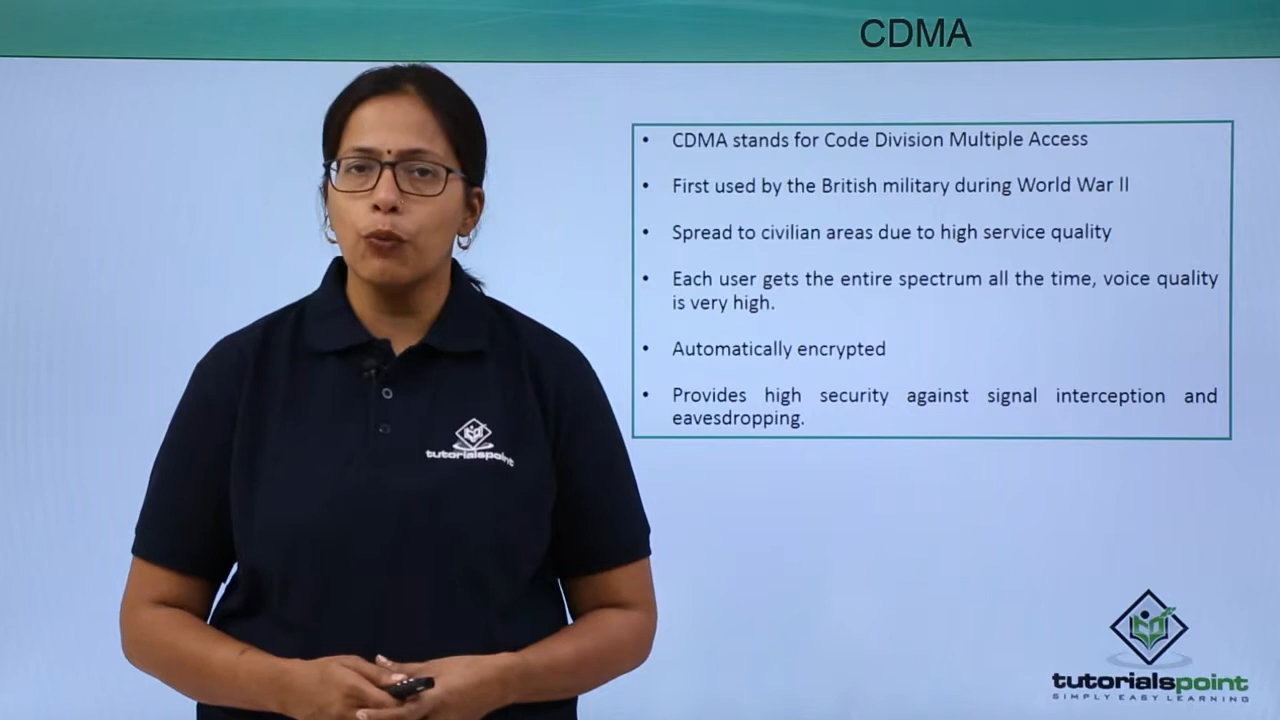 CDMA
• CDMA stands for Code Division Multiple Access
• First used by the British military during World War II
• Spread to civilian areas due to high service quality
• Each user gets the entire spectrum all the time, voice quality
is very high.
• Automatically encrypted
• Provides high security against signal interception and
eavesdropping.
tutorialspoint
tutorialspoint
SIMPLY EASY LEARNING